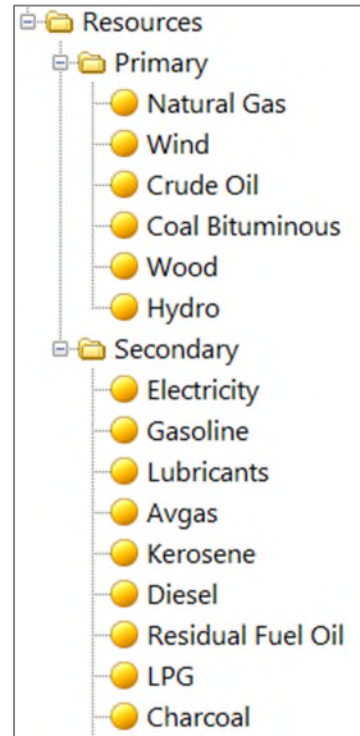 Resources
Primary
Natural Gas
Wind
Crude Oil
Coal Bituminous
Wood
Hydro
Secondary
Electricity
Gasoline
Lubricants
Avgas
Kerosene
Diesel
Residual Fuel Oil
LPG
Charcoal